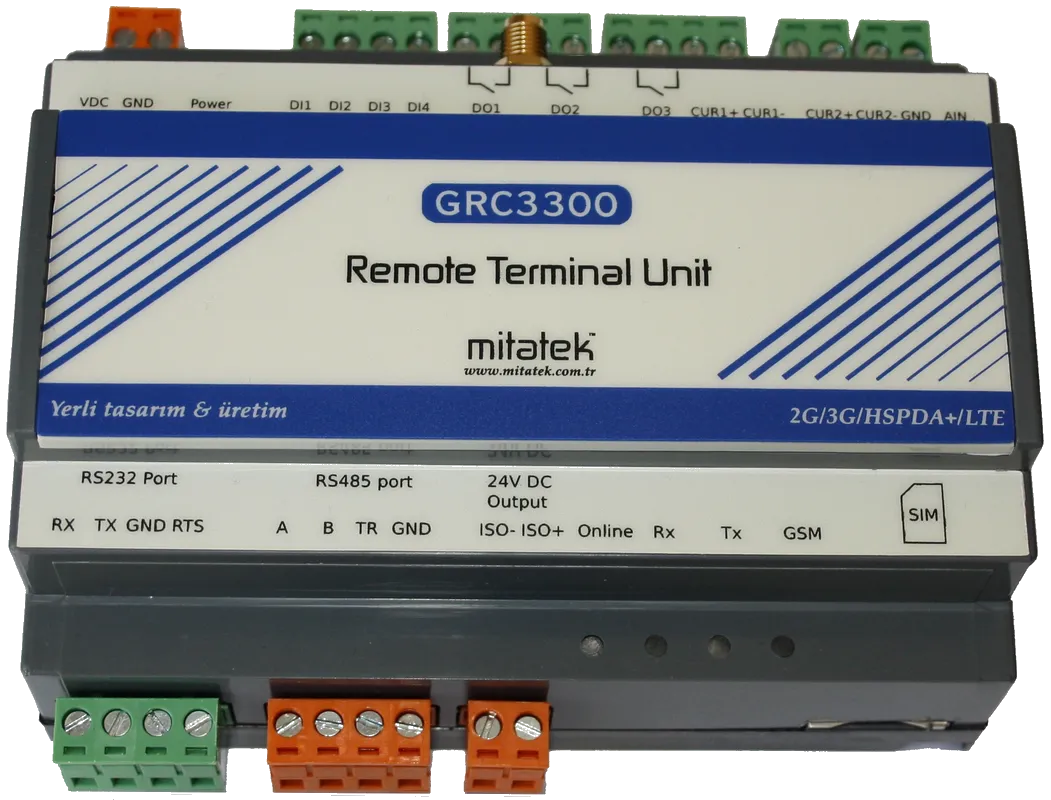 VDC GND Power DI1 DI2 DI3 DI4 DO1 DO2 DO3 CUR1+ CUR1- CUR2+ CUR2- GND AIN
GRC3300
Remote Terminal Unit
mitatek™
www.mitatek.com.tr
Yerli tasarım & üretim 2G/3G/HSPDA+/LTE
RS232 Port RS485 port 24V DC
Output
RX TX GND RTS A B TR GND ISO- ISO+ Online Rx Tx GSM SIM